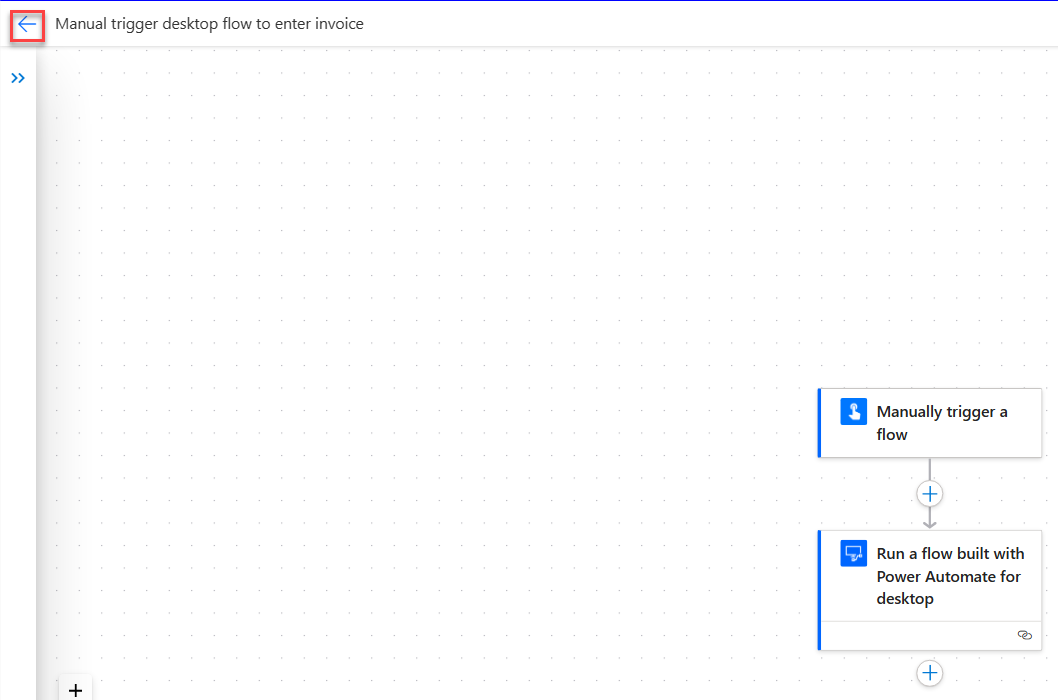 Manual trigger desktop flow to enter invoice
Manually trigger a
flow
Run a flow built with
Power Automate for
desktop